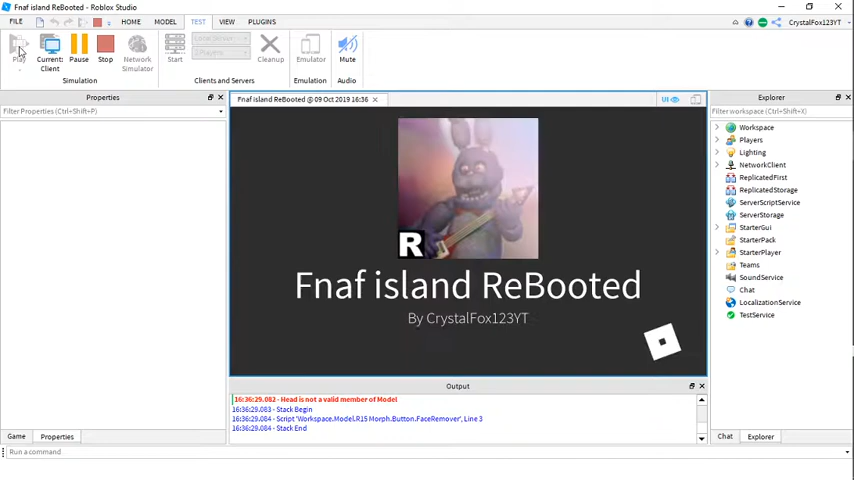 Fnaf island ReBooted - Roblox Studio
FILE HOME MODEL TEST VIEW PLUGINS CrystalFox123YT
Play
Current:
Client
Pause
Stop
Network
Simulator
Start
Local Server
Cleanup
Emulator
Mute
Simulation Clients and Servers Emulation Audio
Properties
Filter Properties (Ctrl+Shift+P)
Fnaf island ReBooted @ 09 Oct 2019 16:36
UI
R
Fnaf island ReBooted
By CrystalFox123YT
Explorer
Filter workspace (Ctrl+Shift+X)
Workspace
Players
Lighting
NetworkClient
ReplicatedFirst
ReplicatedStorage
ServerScriptService
ServerStorage
StarterGui
StarterPack
StarterPlayer
Teams
SoundService
Chat
LocalizationService
TestService
Output
16:36:29.082 - Head is not a valid member of Model
16:36:29.083 - Stack Begin
16:36:29.084 - Script 'Workspace.Model.R15 Morph.Button.FaceRemover', Line 3
16:36:29.084 - Stack End
Game Properties
Chat Explorer
Run a command